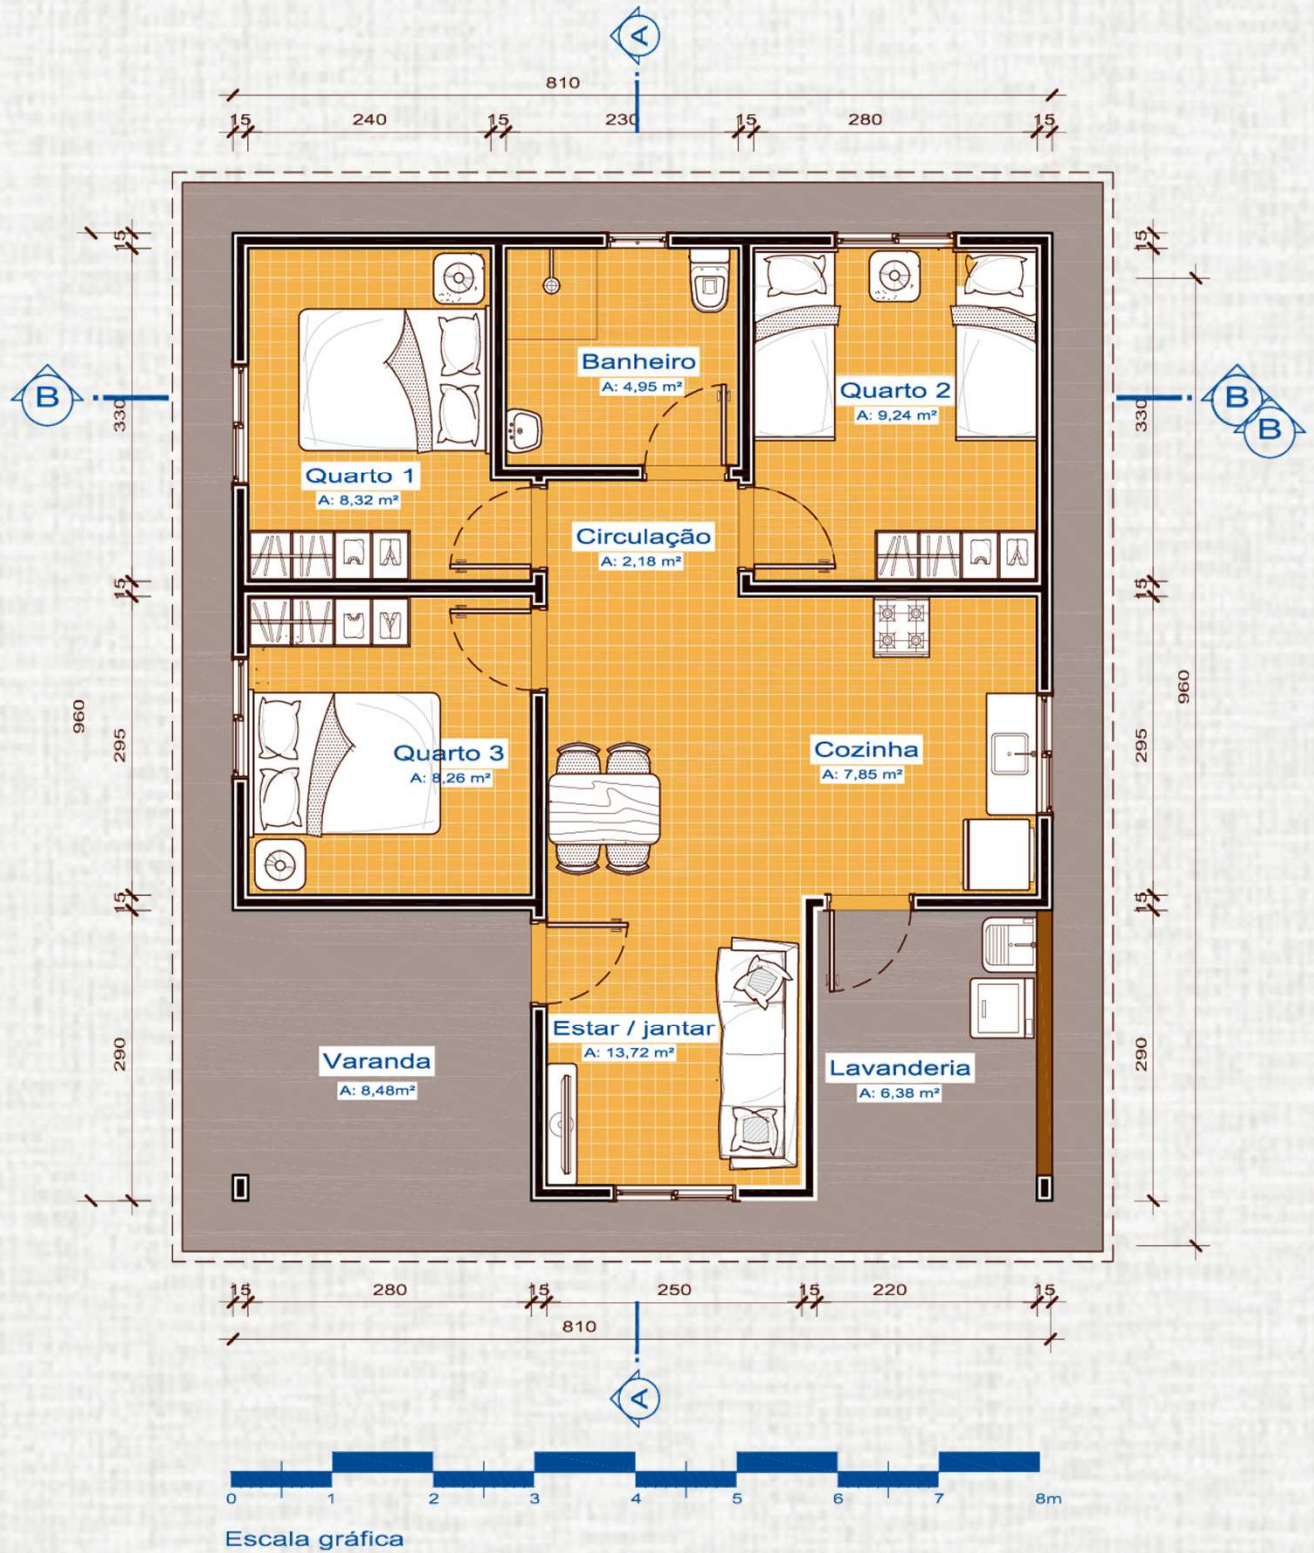 A
810
15 240 15 230 15 280 15
15
15
Banheiro
A: 4,95 m²
Quarto 2
A: 9,24 m²
B
B
B
330
330
Quarto 1
A: 8,32 m²
Circulação
A: 2,18 m²
15
15
960
960
295
295
Quarto 3
A: 8,26 m²
Cozinha
A: 7,85 m²
15
15
Estar / jantar
A: 13,72 m²
290
290
Varanda
A: 8,48m²
Lavanderia
A: 6,38 m²
15 280 15 250 15 220 15
810
A
0 1 2 3 4 5 6 7 8m
Escala gráfica